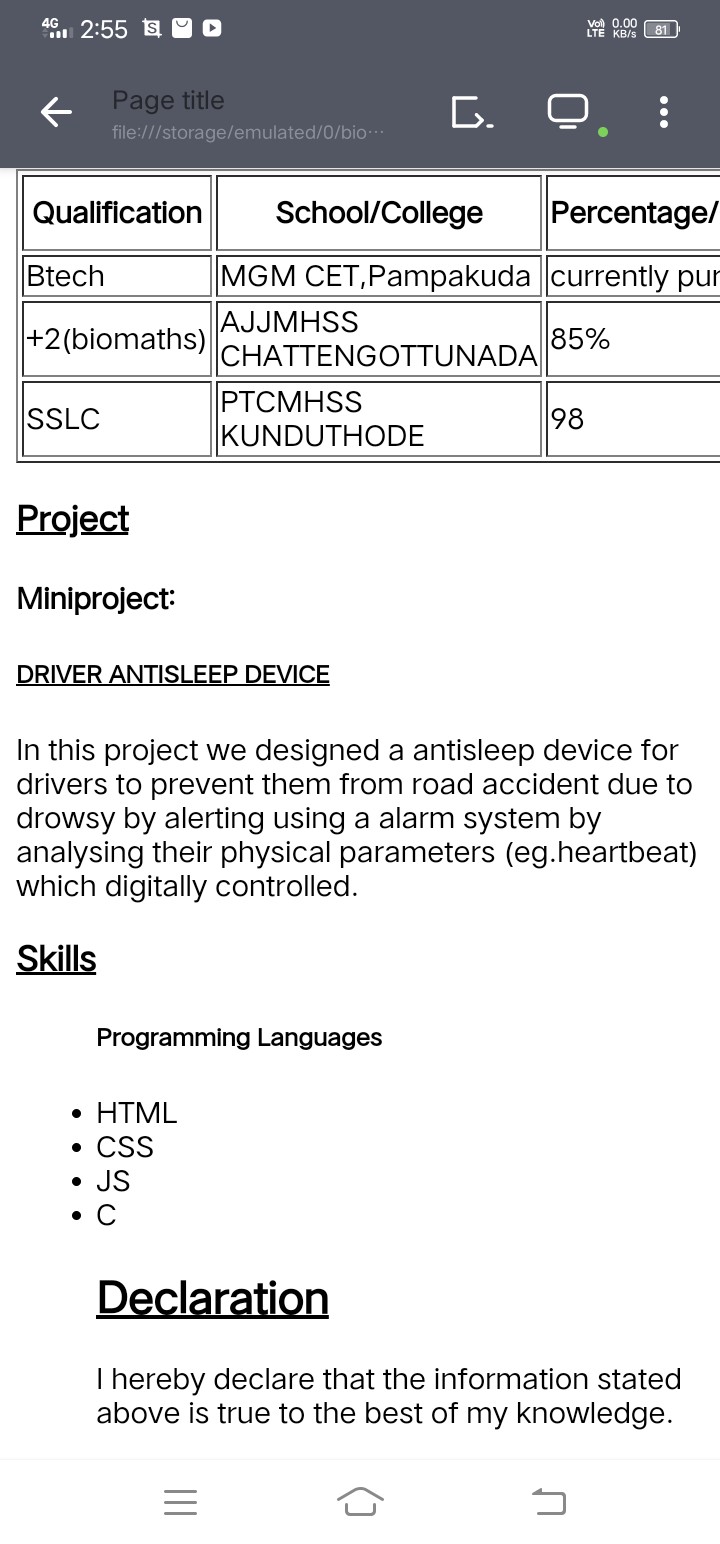 4G 2:55 Vo) LTE 0.00 KB/s 81
Page title
file:///storage/emulated/0/bio···
Qualification School/College Percentage/
Btech MGM CET,Pampakuda currently pur
+2(biomaths) AJJMHSS
CHATTENGOTTUNADA 85%
SSLC PTCMHSS
KUNDUTHODE 98
Project
Miniproject:
DRIVER ANTISLEEP DEVICE
In this project we designed a antisleep device for
drivers to prevent them from road accident due to
drowsy by alerting using a alarm system by
analysing their physical parameters (eg.heartbeat)
which digitally controlled.
Skills
Programming Languages
• HTML
• CSS
• JS
• C
Declaration
I hereby declare that the information stated
above is true to the best of my knowledge.